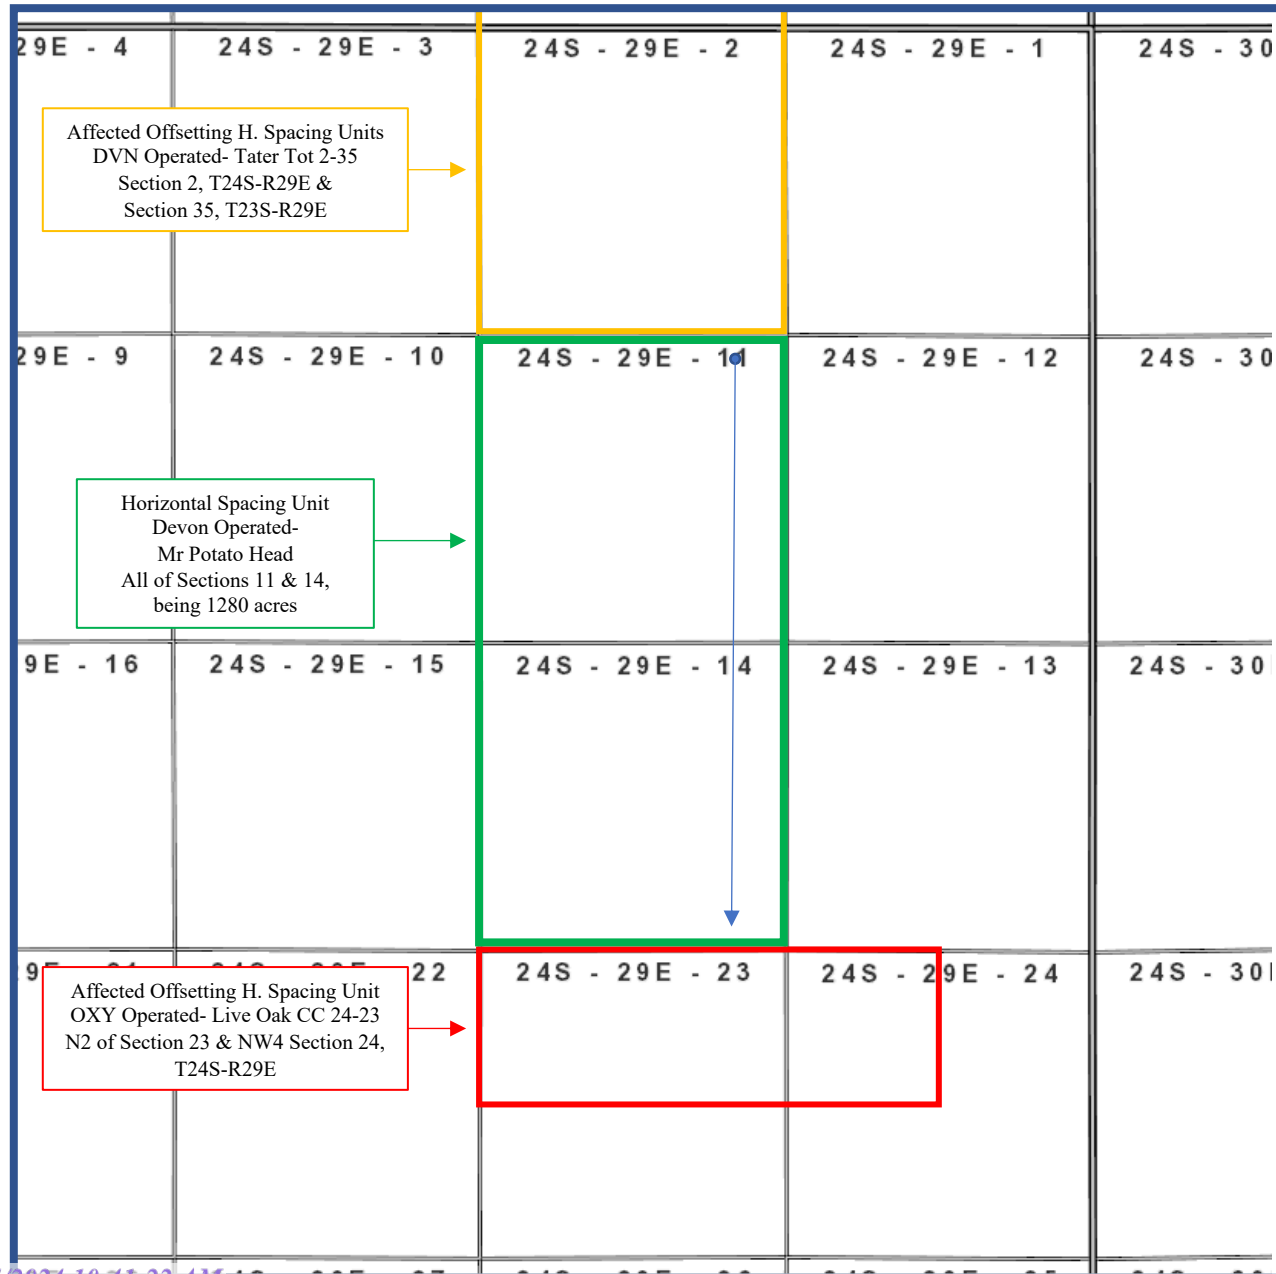 29E - 4
24S - 29E - 3
24S - 29E - 2
24S - 29E - 1
24S - 30
Affected Offsetting H. Spacing Units
DVN Operated- Tater Tot 2-35
Section 2, T24S-R29E &
Section 35, T23S-R29E
29E - 9
24S - 29E - 10
24S - 29E - 11
24S - 29E - 12
24S - 30
Horizontal Spacing Unit
Devon Operated-
Mr Potato Head
All of Sections 11 & 14,
being 1280 acres
9E - 16
24S - 29E - 15
24S - 29E - 14
24S - 29E - 13
24S - 30
22
24S - 29E - 23
24S - 29E - 24
24S - 30
Affected Offsetting H. Spacing Unit
OXY Operated- Live Oak CC 24-23
N2 of Section 23 & NW4 Section 24,
T24S-R29E